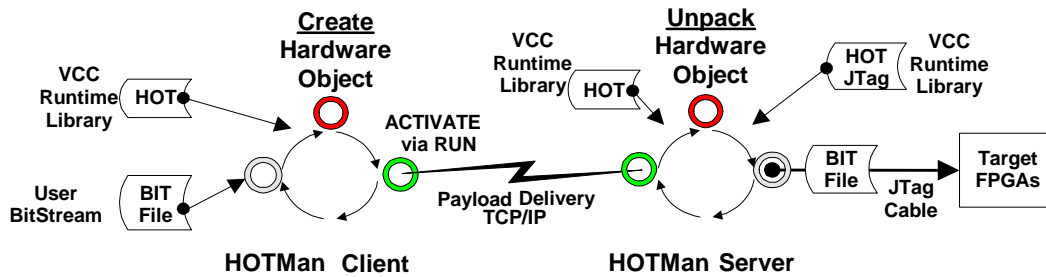 Create
Hardware
Object
VCC
Runtime
Library
HOT
User
BitStream
BIT
File
ACTIVATE
via RUN
Payload Delivery
TCP/IP
HOTMan Client
Unpack
Hardware
Object
VCC
Runtime
Library
HOT
HOT
JTag
VCC
Runtime
Library
BIT
File
JTag
Cable
Target
FPGAs
HOTMan Server